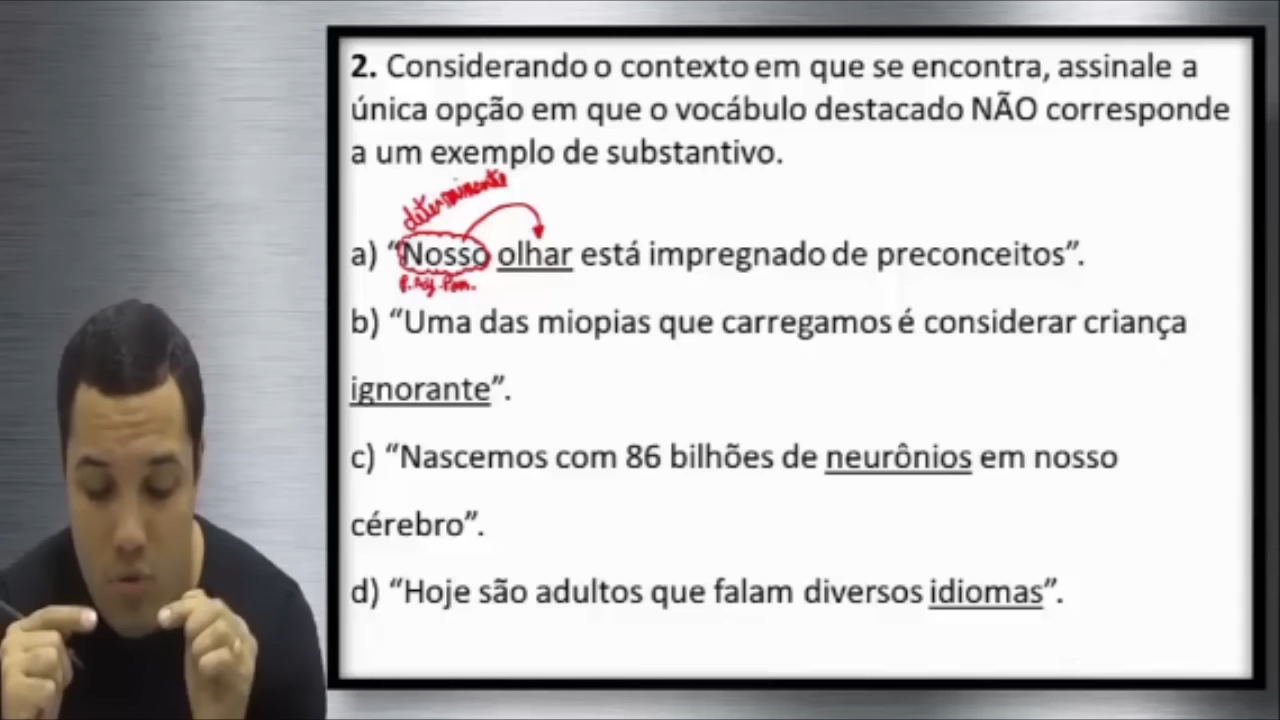 2. Considerando o contexto em que se encontra, assinale a
única opção em que o vocábulo destacado NÃO corresponde
a um exemplo de substantivo.
determinante
a) “Nosso olhar está impregnado de preconceitos”.
b) “Uma das miopias que carregamos é considerar criança
ignorante”.
c) “Nascemos com 86 bilhões de neurônios em nosso
cérebro”.
d) “Hoje são adultos que falam diversos idiomas”.